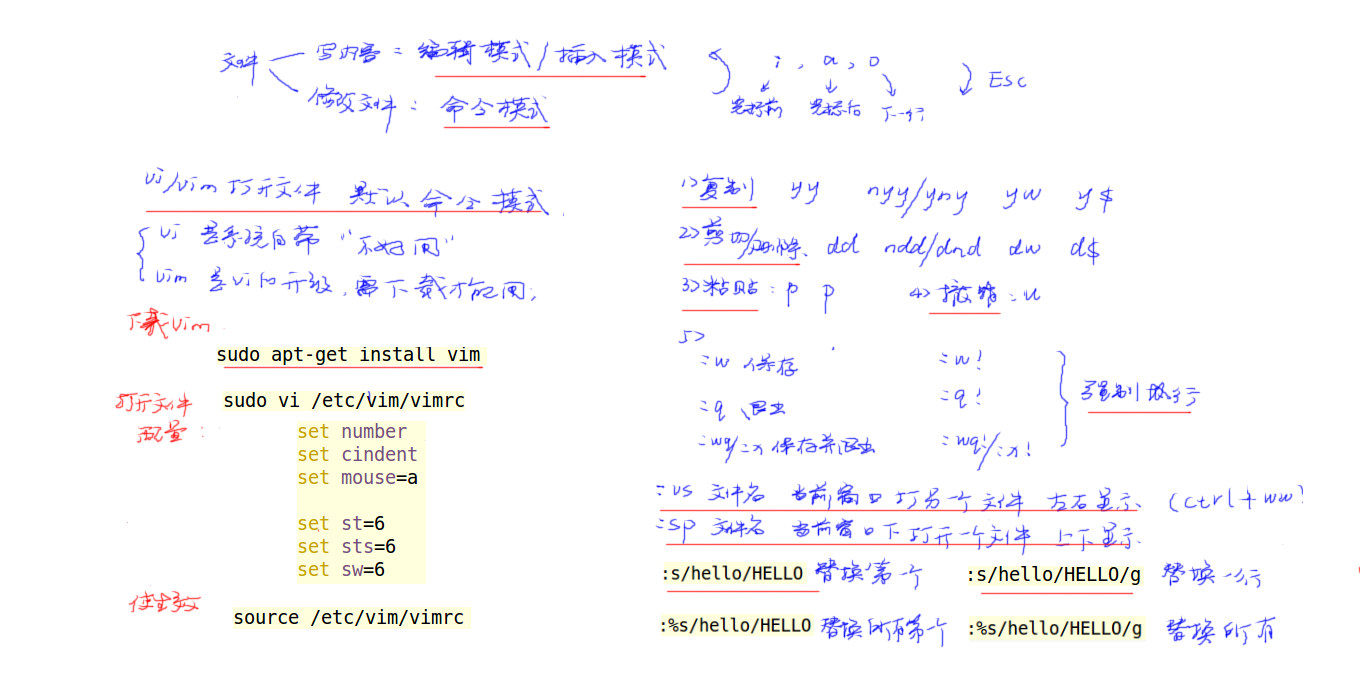 文件
写内容: 编辑模式/插入模式
修改文件: 命令模式
i, a, o
光标前 光标后 下一行
Esc
vi/vim 打开文件 默认命令模式.
vi 是系统自带 "不好用"
vim 是vi的升级, 需下载才能用;
下载vim
sudo apt-get install vim
打开文件
sudo vi /etc/vim/vimrc
配置:
set number
set cindent
set mouse=a
set st=6
set sts=6
set sw=6
使生效
source /etc/vim/vimrc
1>复制 yy nyy/yny yw y$
2>剪切/删除、dd ndd/dnd dw d$
3>粘贴: p p 4>撤销: u
5>
:w 保存 :w!
:q 退出 :q!
:wq/:x 保存并退出 :wq!/:x!
强制执行
:vs 文件名 当前窗口打另个文件 左右显示、(ctrl+ww)
:sp 文件名 当前窗口下打开一个文件 上下显示、
:s/hello/HELLO 替换第一个 :s/hello/HELLO/g 替换一行
:%s/hello/HELLO 替换所有第一个 :%s/hello/HELLO/g 替换所有